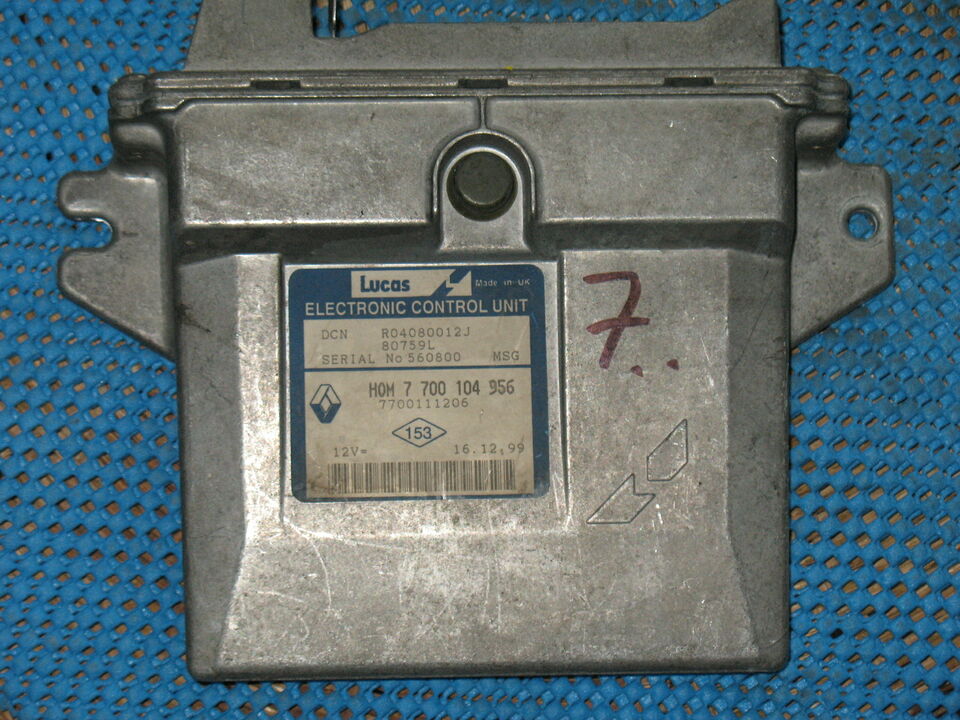 Lucas Made in UK
ELECTRONIC CONTROL UNIT
DCN R04080012J
80759L
SERIAL No 560800 MSG
HOM 7 700 104 956
7700111206
153
12V= 16.12.99
7..